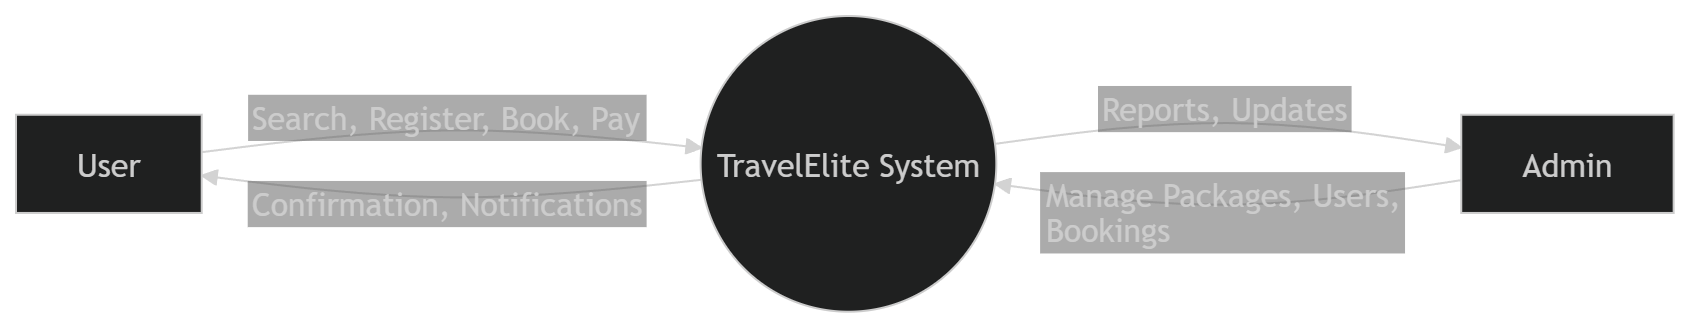 Search, Register, Book, Pay
Reports, Updates
User
TravelElite System
Admin
Confirmation, Notifications
Manage Packages, Users,
Bookings